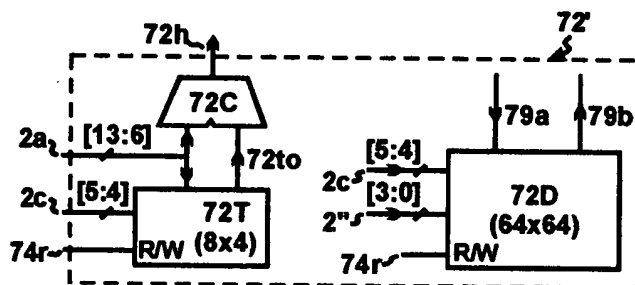 72h
72'
72C
79a
79b
2a
[13:6]
72to
[5:4]
2c
[5:4]
2c
[3:0]
2"
72T
(8x4)
72D
(64x64)
74r
R/W
74r
R/W